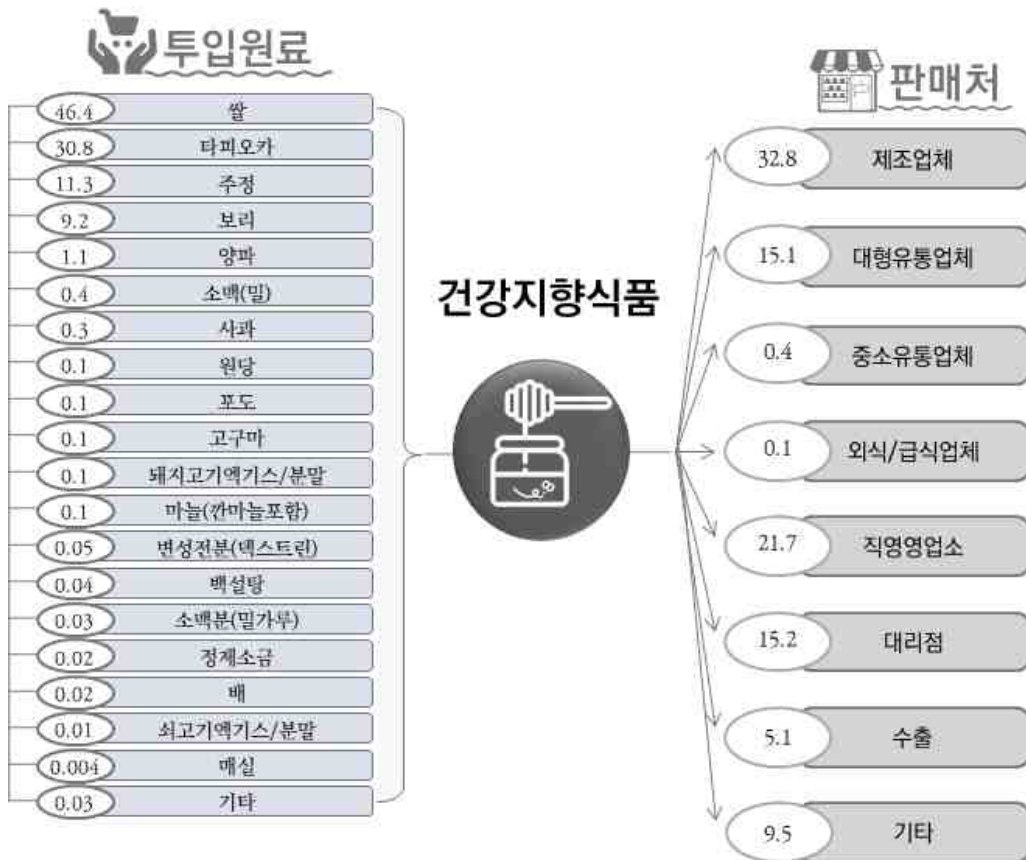 투입원료
46.4 쌀
30.8 타피오카
11.3 주정
9.2 보리
1.1 양파
0.4 소맥(밀)
0.3 사과
0.1 원당
0.1 포도
0.1 고구마
0.1 돼지고기엑기스/분말
0.1 마늘(깐마늘포함)
0.05 변성전분(덱스트린)
0.04 백설탕
0.03 소맥분(밀가루)
0.02 정제소금
0.02 배
0.01 쇠고기엑기스/분말
0.004 매실
0.03 기타
건강지향식품
판매처
32.8 제조업체
15.1 대형유통업체
0.4 중소유통업체
0.1 외식/급식업체
21.7 직영영업소
15.2 대리점
5.1 수출
9.5 기타